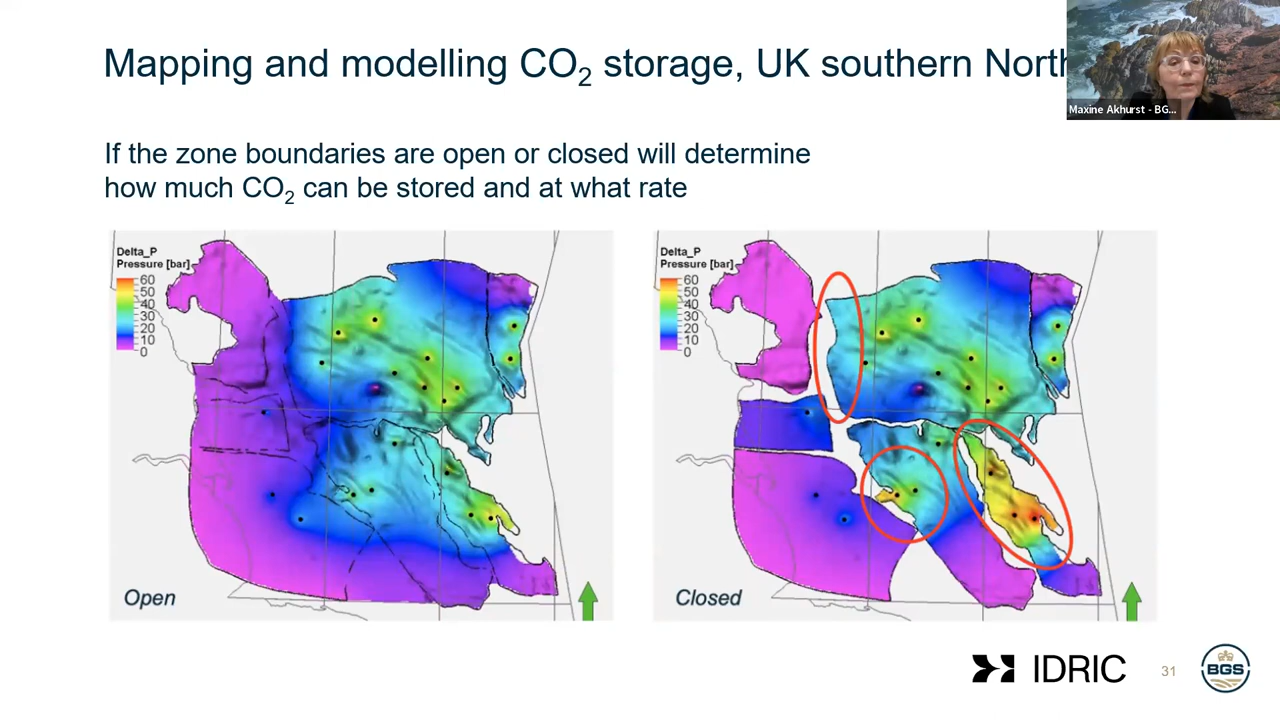 Mapping and modelling CO2 storage, UK southern North
Maxine Akhurst - BG...
If the zone boundaries are open or closed will determine
how much CO2 can be stored and at what rate
Delta_P
Pressure [bar]
60
50
40
30
20
10
0
Open
Delta_P
Pressure [bar]
60
50
40
30
20
10
0
Closed
IDRIC
31
BGS